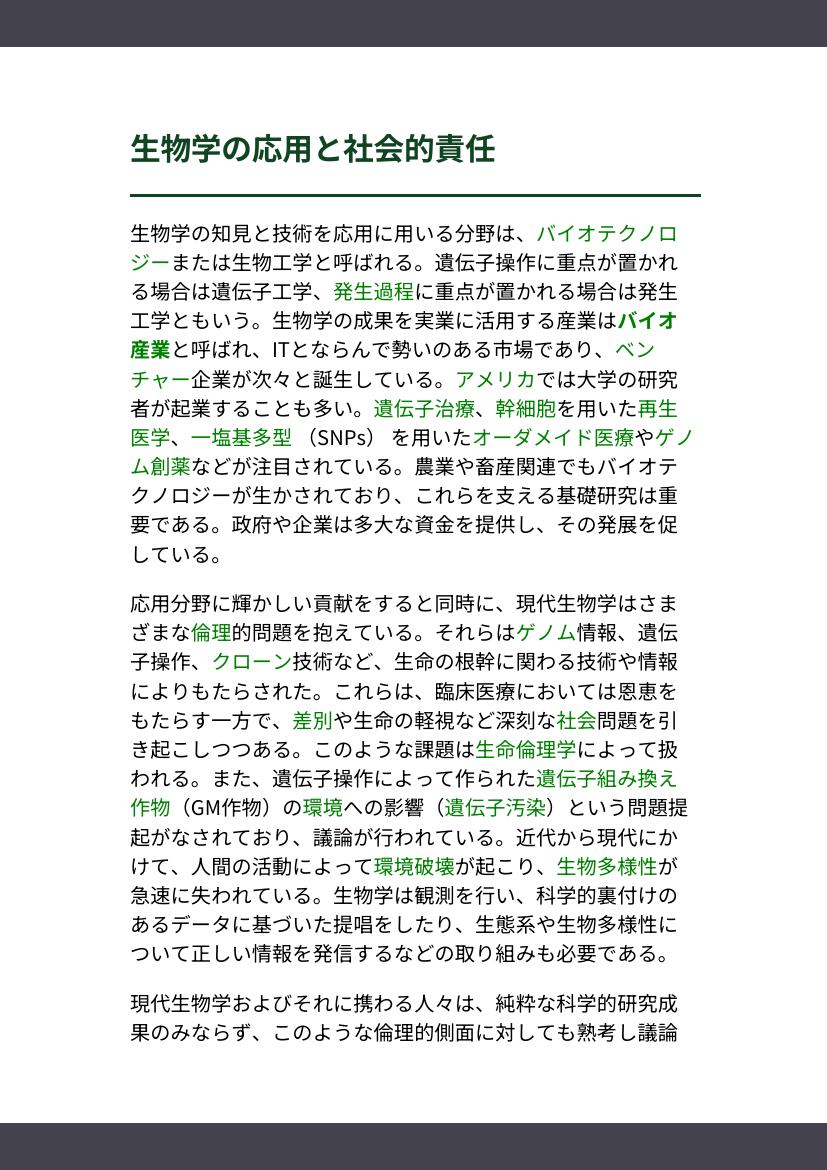 生物学の応用と社会的責任
生物学の知見と技術を応用に用いる分野は、バイオテクノロ
ジーまたは生物工学と呼ばれる。遺伝子操作に重点が置かれ
る場合は遺伝子工学、発生過程に重点が置かれる場合は発生
工学ともいう。生物学の成果を実業に活用する産業はバイオ
産業と呼ばれ、ITとならんで勢いのある市場であり、ベン
チャー企業が次々と誕生している。アメリカでは大学の研究
者が起業することも多い。遺伝子治療、幹細胞を用いた再生
医学、一塩基多型 （SNPs） を用いたオーダメイド医療やゲノ
ム創薬などが注目されている。農業や畜産関連でもバイオテ
クノロジーが生かされており、これらを支える基礎研究は重
要である。政府や企業は多大な資金を提供し、その発展を促
している。
応用分野に輝かしい貢献をすると同時に、現代生物学はさま
ざまな倫理的問題を抱えている。それらはゲノム情報、遺伝
子操作、クローン技術など、生命の根幹に関わる技術や情報
によりもたらされた。これらは、臨床医療においては恩恵を
もたらす一方で、差別や生命の軽視など深刻な社会問題を引
き起こしつつある。このような課題は生命倫理学によって扱
われる。また、遺伝子操作によって作られた遺伝子組み換え
作物（GM作物）の環境への影響（遺伝子汚染）という問題提
起がなされており、議論が行われている。近代から現代にか
けて、人間の活動によって環境破壊が起こり、生物多様性が
急速に失われている。生物学は観測を行い、科学的裏付けの
あるデータに基づいた提唱をしたり、生態系や生物多様性に
ついて正しい情報を発信するなどの取り組みも必要である。
現代生物学およびそれに携わる人々は、純粋な科学的研究成
果のみならず、このような倫理的側面に対しても熟考し議論